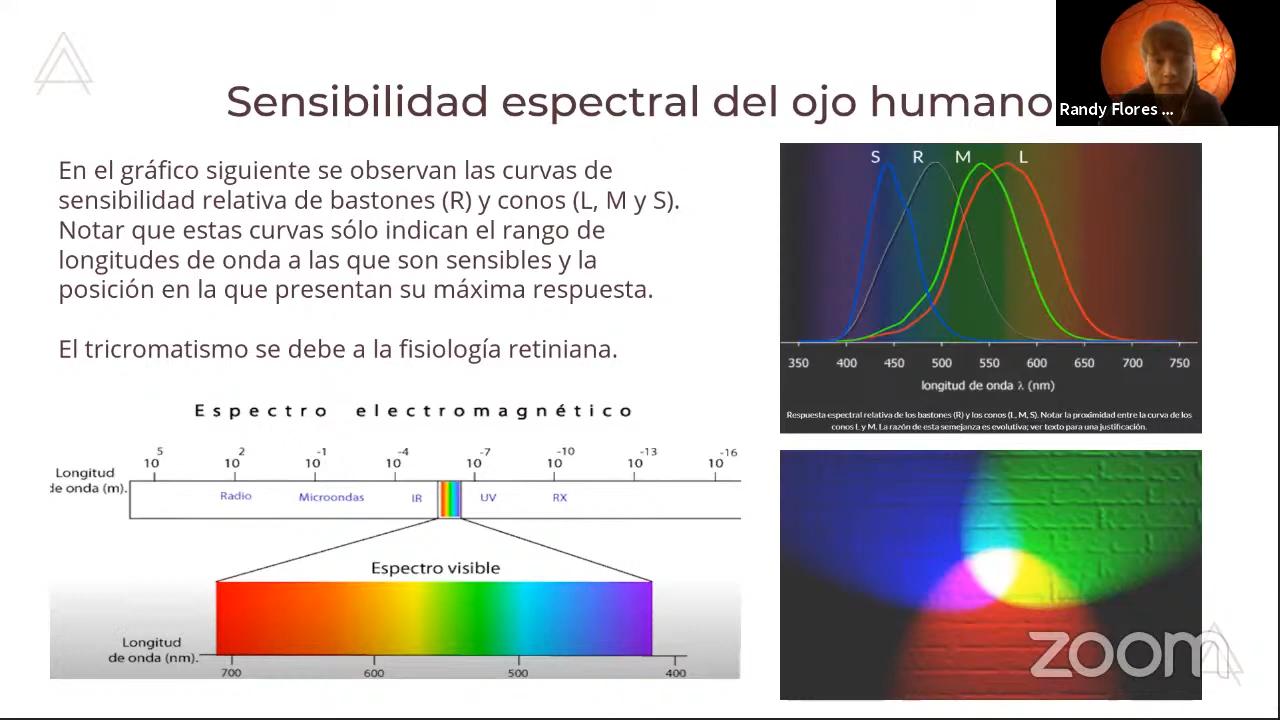 Sensibilidad espectral del ojo humano
Randy Flores ...
En el gráfico siguiente se observan las curvas de
sensibilidad relativa de bastones (R) y conos (L, M y S).
Notar que estas curvas sólo indican el rango de
longitudes de onda a las que son sensibles y la
posición en la que presentan su máxima respuesta.
El tricromatismo se debe a la fisiología retiniana.
S R M L
350 400 450 500 550 600 650 700 750
longitud de onda λ (nm)
Respuesta espectral relativa de los bastones (R) y los conos (L, M, S). Notar la proximidad entre la curva de los
conos L y M. La razón de esta semejanza es evolutiva; ver texto para una justificación.
Espectro electromagnético
10^5 10^2 10^-1 10^-4 10^-7 10^-10 10^-13 10^-16
Longitud
de onda (m).
Radio Microondas IR UV RX
Espectro visible
Longitud
de onda (nm).
700 600 500 400
zoom